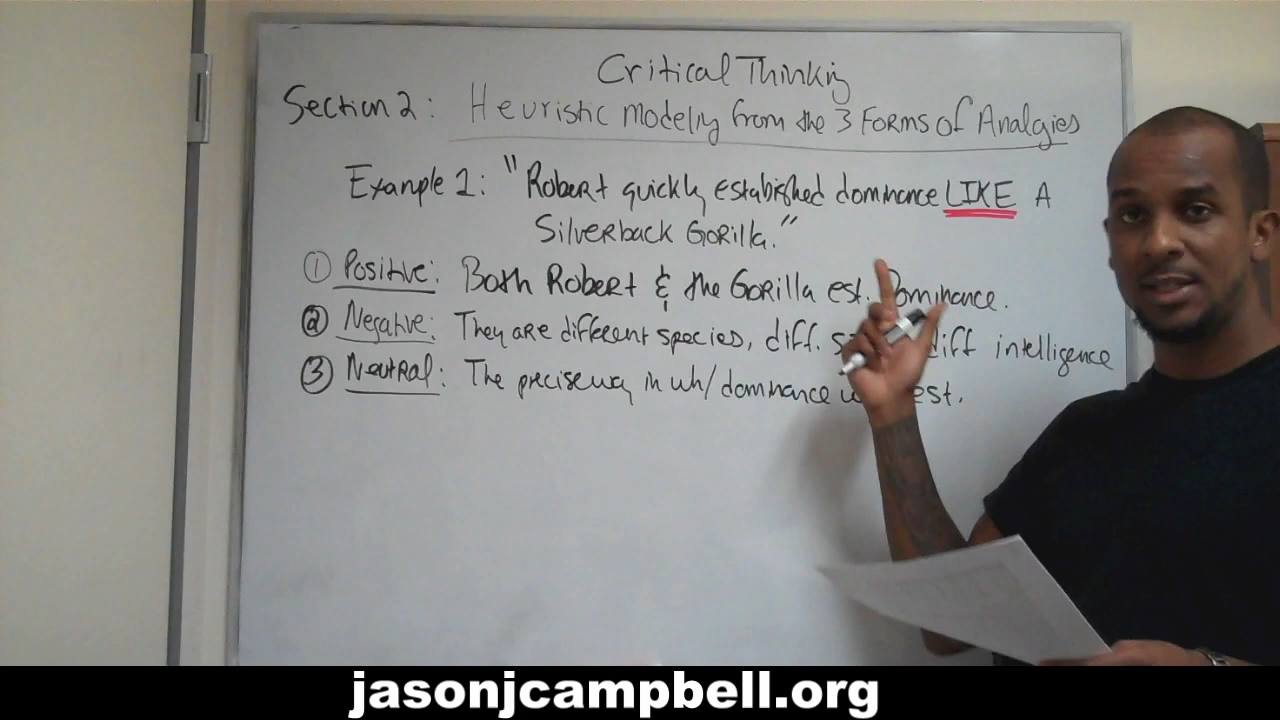 Critical Thinking
Section 2: Heuristic Modeling from the 3 Forms of Analgies
Example 1: "Robert quickly established dominance LIKE A
Silverback Gorilla."
① Positive: Both Robert & the Gorilla est. Dominance.
② Negative: They are different species, diff. diff intelligence
③ Neutral: The precise way in wh/ dominance est.
jasonjcampbell.org